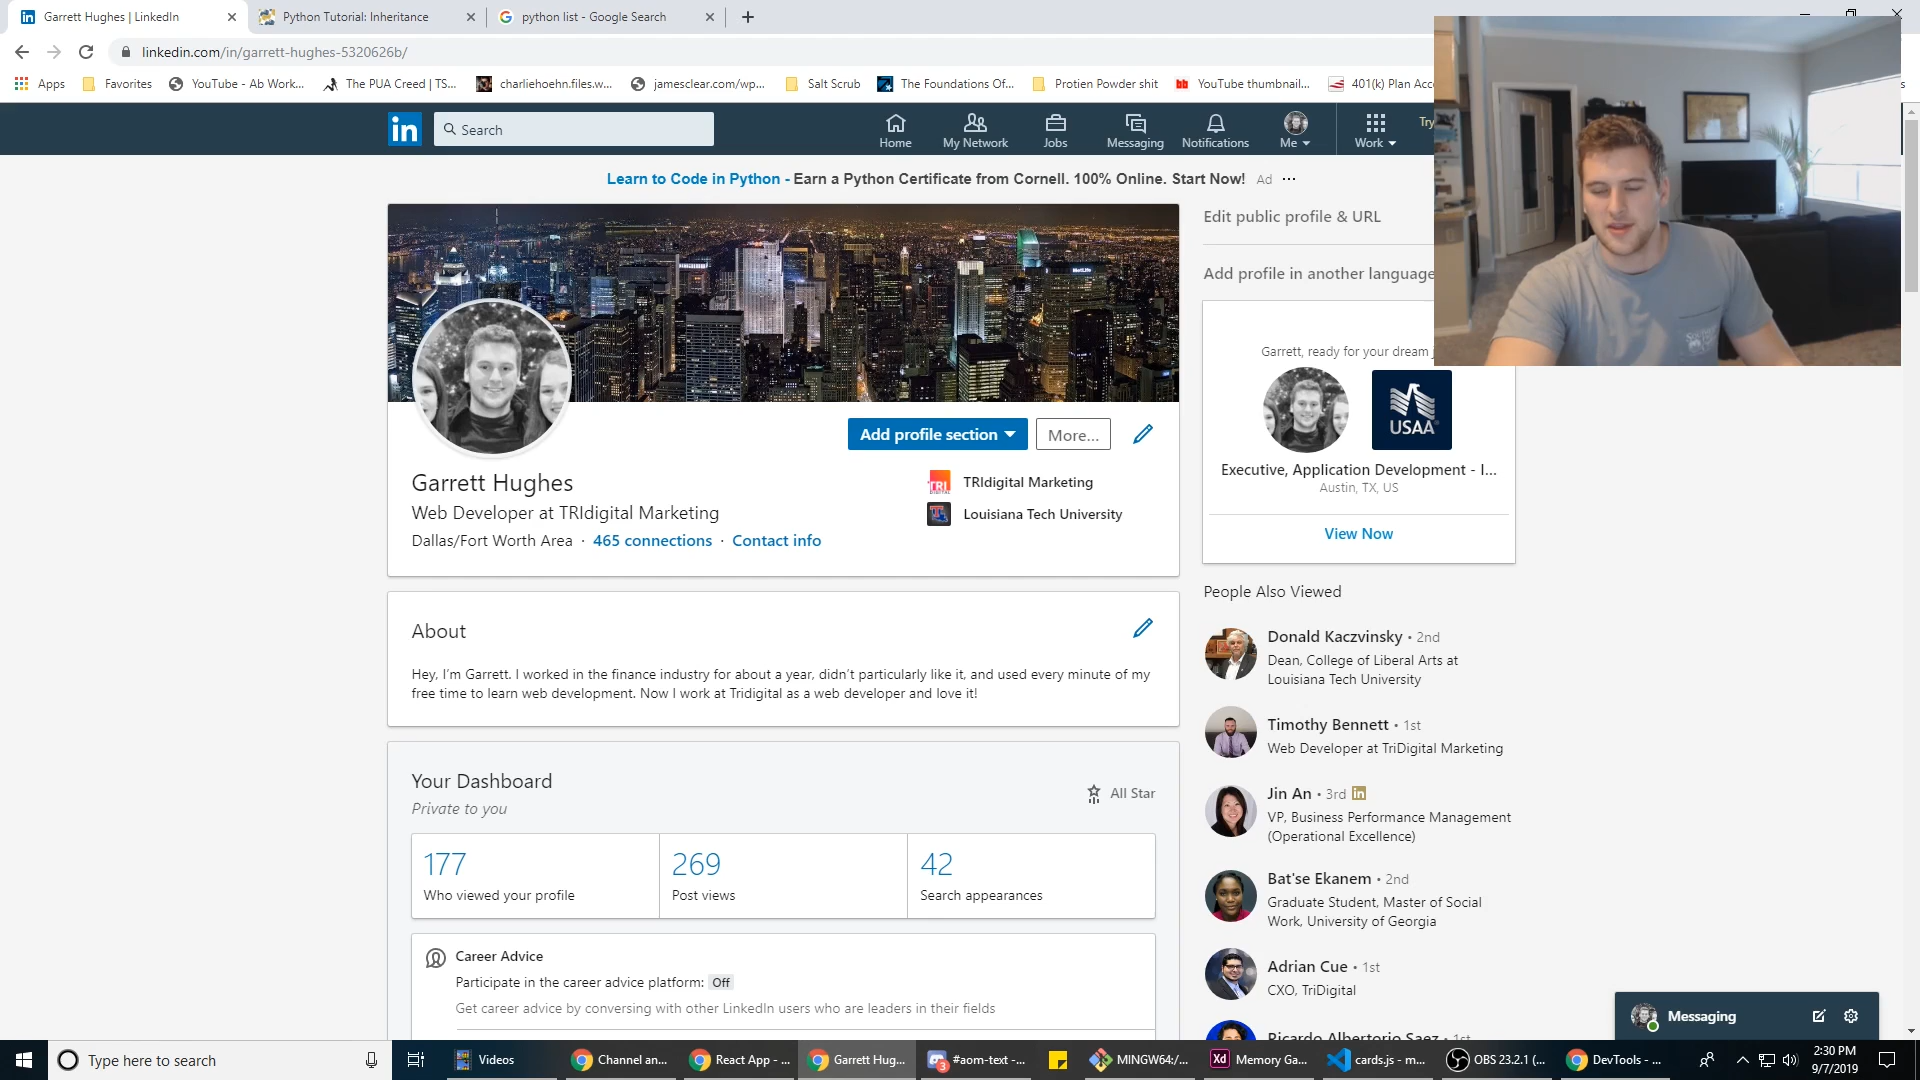 Garrett Hughes | LinkedIn
Python Tutorial: Inheritance
python list - Google Search
linkedin.com/in/garrett-hughes-5320626b/
Apps
Favorites
YouTube - Ab Work...
The PUA Creed | TS...
charliehoehn.files.w...
jamesclear.com/wp...
Salt Scrub
The Foundations Of...
Protien Powder shit
YouTube thumbnail...
401(k) Plan Acc
in
Search
Home
My Network
Jobs
Messaging
Notifications
Me
Work
Try
Learn to Code in Python - Earn a Python Certificate from Cornell. 100% Online. Start Now! Ad ...
Edit public profile & URL
Add profile in another language
Garrett, ready for your dream j
USAA
Executive, Application Development - I...
Austin, TX, US
View Now
Add profile section
More...
Garrett Hughes
Web Developer at TRIdigital Marketing
Dallas/Fort Worth Area · 465 connections · Contact info
TRI
TRIdigital Marketing
Louisiana Tech University
About
Hey, I'm Garrett. I worked in the finance industry for about a year, didn't particularly like it, and used every minute of my
free time to learn web development. Now I work at Tridigital as a web developer and love it!
Your Dashboard
Private to you
All Star
177
Who viewed your profile
269
Post views
42
Search appearances
Career Advice
Participate in the career advice platform: Off
Get career advice by conversing with other LinkedIn users who are leaders in their fields
People Also Viewed
Donald Kaczvinsky • 2nd
Dean, College of Liberal Arts at
Louisiana Tech University
Timothy Bennett • 1st
Web Developer at TriDigital Marketing
Jin An • 3rd in
VP, Business Performance Management
(Operational Excellence)
Bat'se Ekanem • 2nd
Graduate Student, Master of Social
Work, University of Georgia
Adrian Cue • 1st
CXO, TriDigital
Ricardo Albertorio Saez • 1st
Messaging
Type here to search
Videos
Channel an...
React App - ...
Garrett Hug...
3
#aom-text -...
MINGW64:/...
Xd
Memory Ga...
cards.js - m...
OBS 23.2.1 (...
DevTools - ...
2:30 PM
9/7/2019